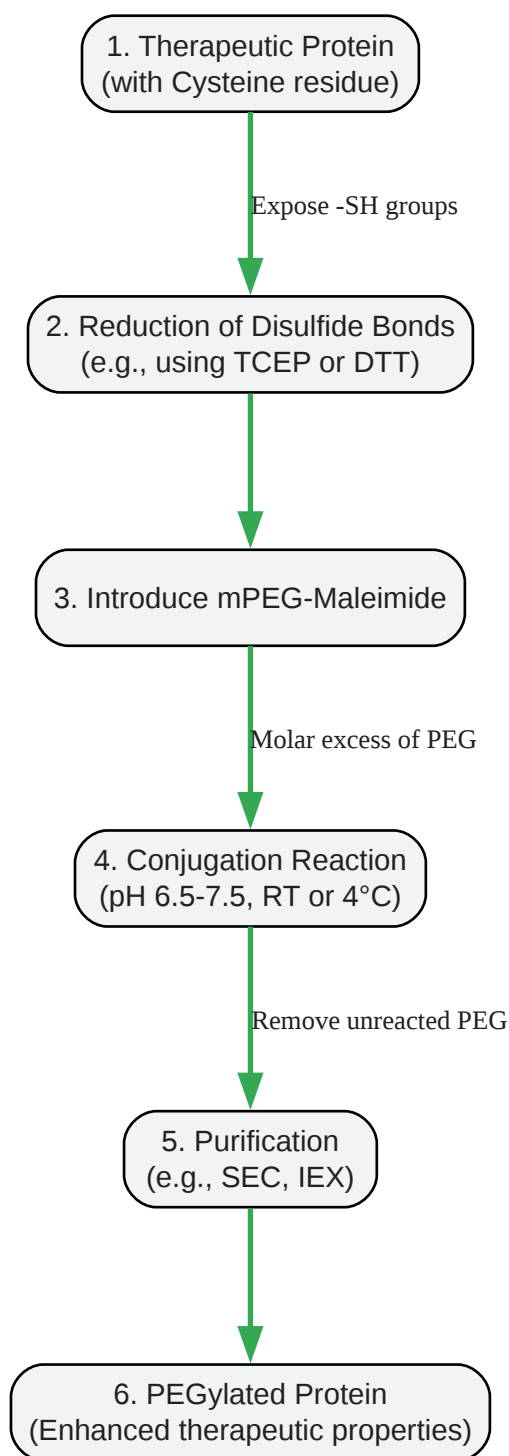 1. Therapeutic Protein
(with Cysteine residue)
Expose -SH groups
2. Reduction of Disulfide Bonds
(e.g., using TCEP or DTT)
3. Introduce mPEG-Maleimide
Molar excess of PEG
4. Conjugation Reaction
(pH 6.5-7.5, RT or 4°C)
Remove unreacted PEG
5. Purification
(e.g., SEC, IEX)
6. PEGylated Protein
(Enhanced therapeutic properties)